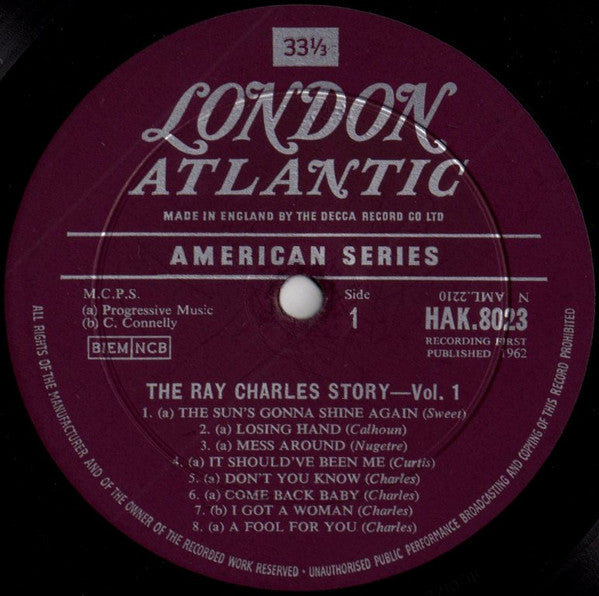 33⅓
LONDON
ATLANTIC
MADE IN ENGLAND BY THE DECCA RECORD CO LTD
AMERICAN SERIES
M.C.P.S.
(a) Progressive Music
(b) C. Connelly
BIEM NCB
Side
1
N AML.2210
HAK.8023
RECORDING FIRST
PUBLISHED 1962
THE RAY CHARLES STORY—Vol. 1
1. (a) THE SUN'S GONNA SHINE AGAIN (Sweet)
2. (a) LOSING HAND (Calhoun)
3. (a) MESS AROUND (Nugetre)
4. (a) IT SHOULD'VE BEEN ME (Curtis)
5. (a) DON'T YOU KNOW (Charles)
6. (a) COME BACK BABY (Charles)
7. (b) I GOT A WOMAN (Charles)
8. (a) A FOOL FOR YOU (Charles)
ALL RIGHTS OF THE MANUFACTURER AND OF THE OWNER OF THE RECORDED WORK RESERVED · UNAUTHORISED PUBLIC PERFORMANCE BROADCASTING AND COPYING OF THIS RECORD PROHIBITED